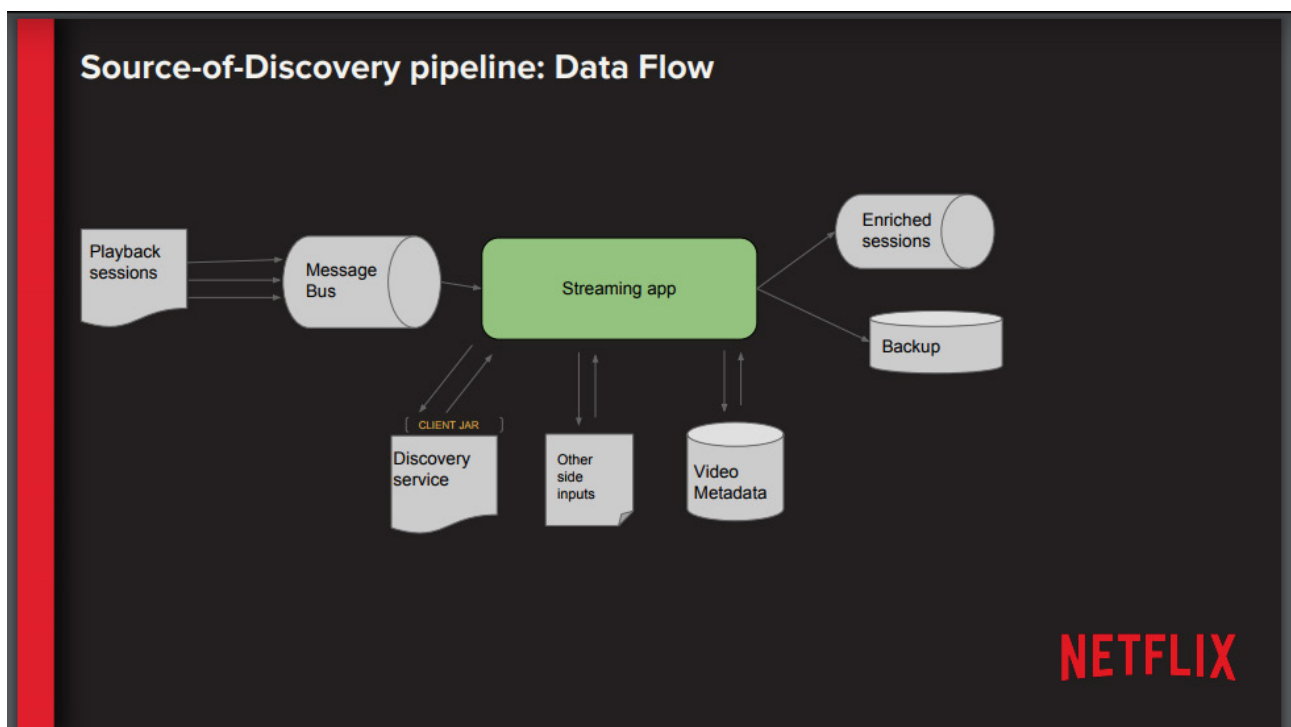 Source-of-Discovery pipeline: Data Flow
Playback
sessions
Message
Bus
Streaming app
Enriched
sessions
Backup
CLIENT JAR
Discovery
service
Other
side
inputs
Video
Metadata
NETFLIX